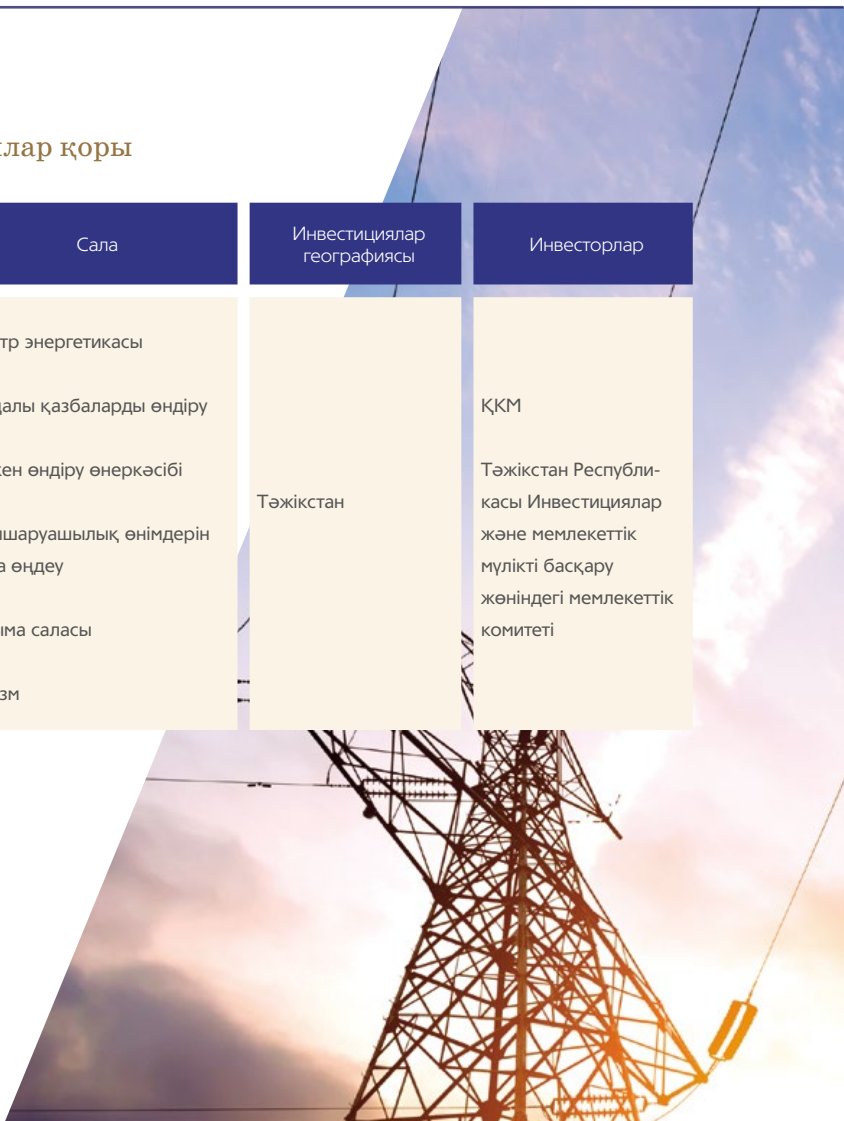 лар қоры
Сала
Инвестициялар
географиясы
Инвесторлар
тр энергетикасы
далы қазбаларды өндіру
кен өндіру өнеркәсібі
шаруашылық өнімдерін
а өңдеу
ыма саласы
зм
Тәжікстан
ҚКМ
Тәжікстан Республи-
касы Инвестициялар
және мемлекеттік
мүлікті басқару
жөніндегі мемлекеттік
комитеті